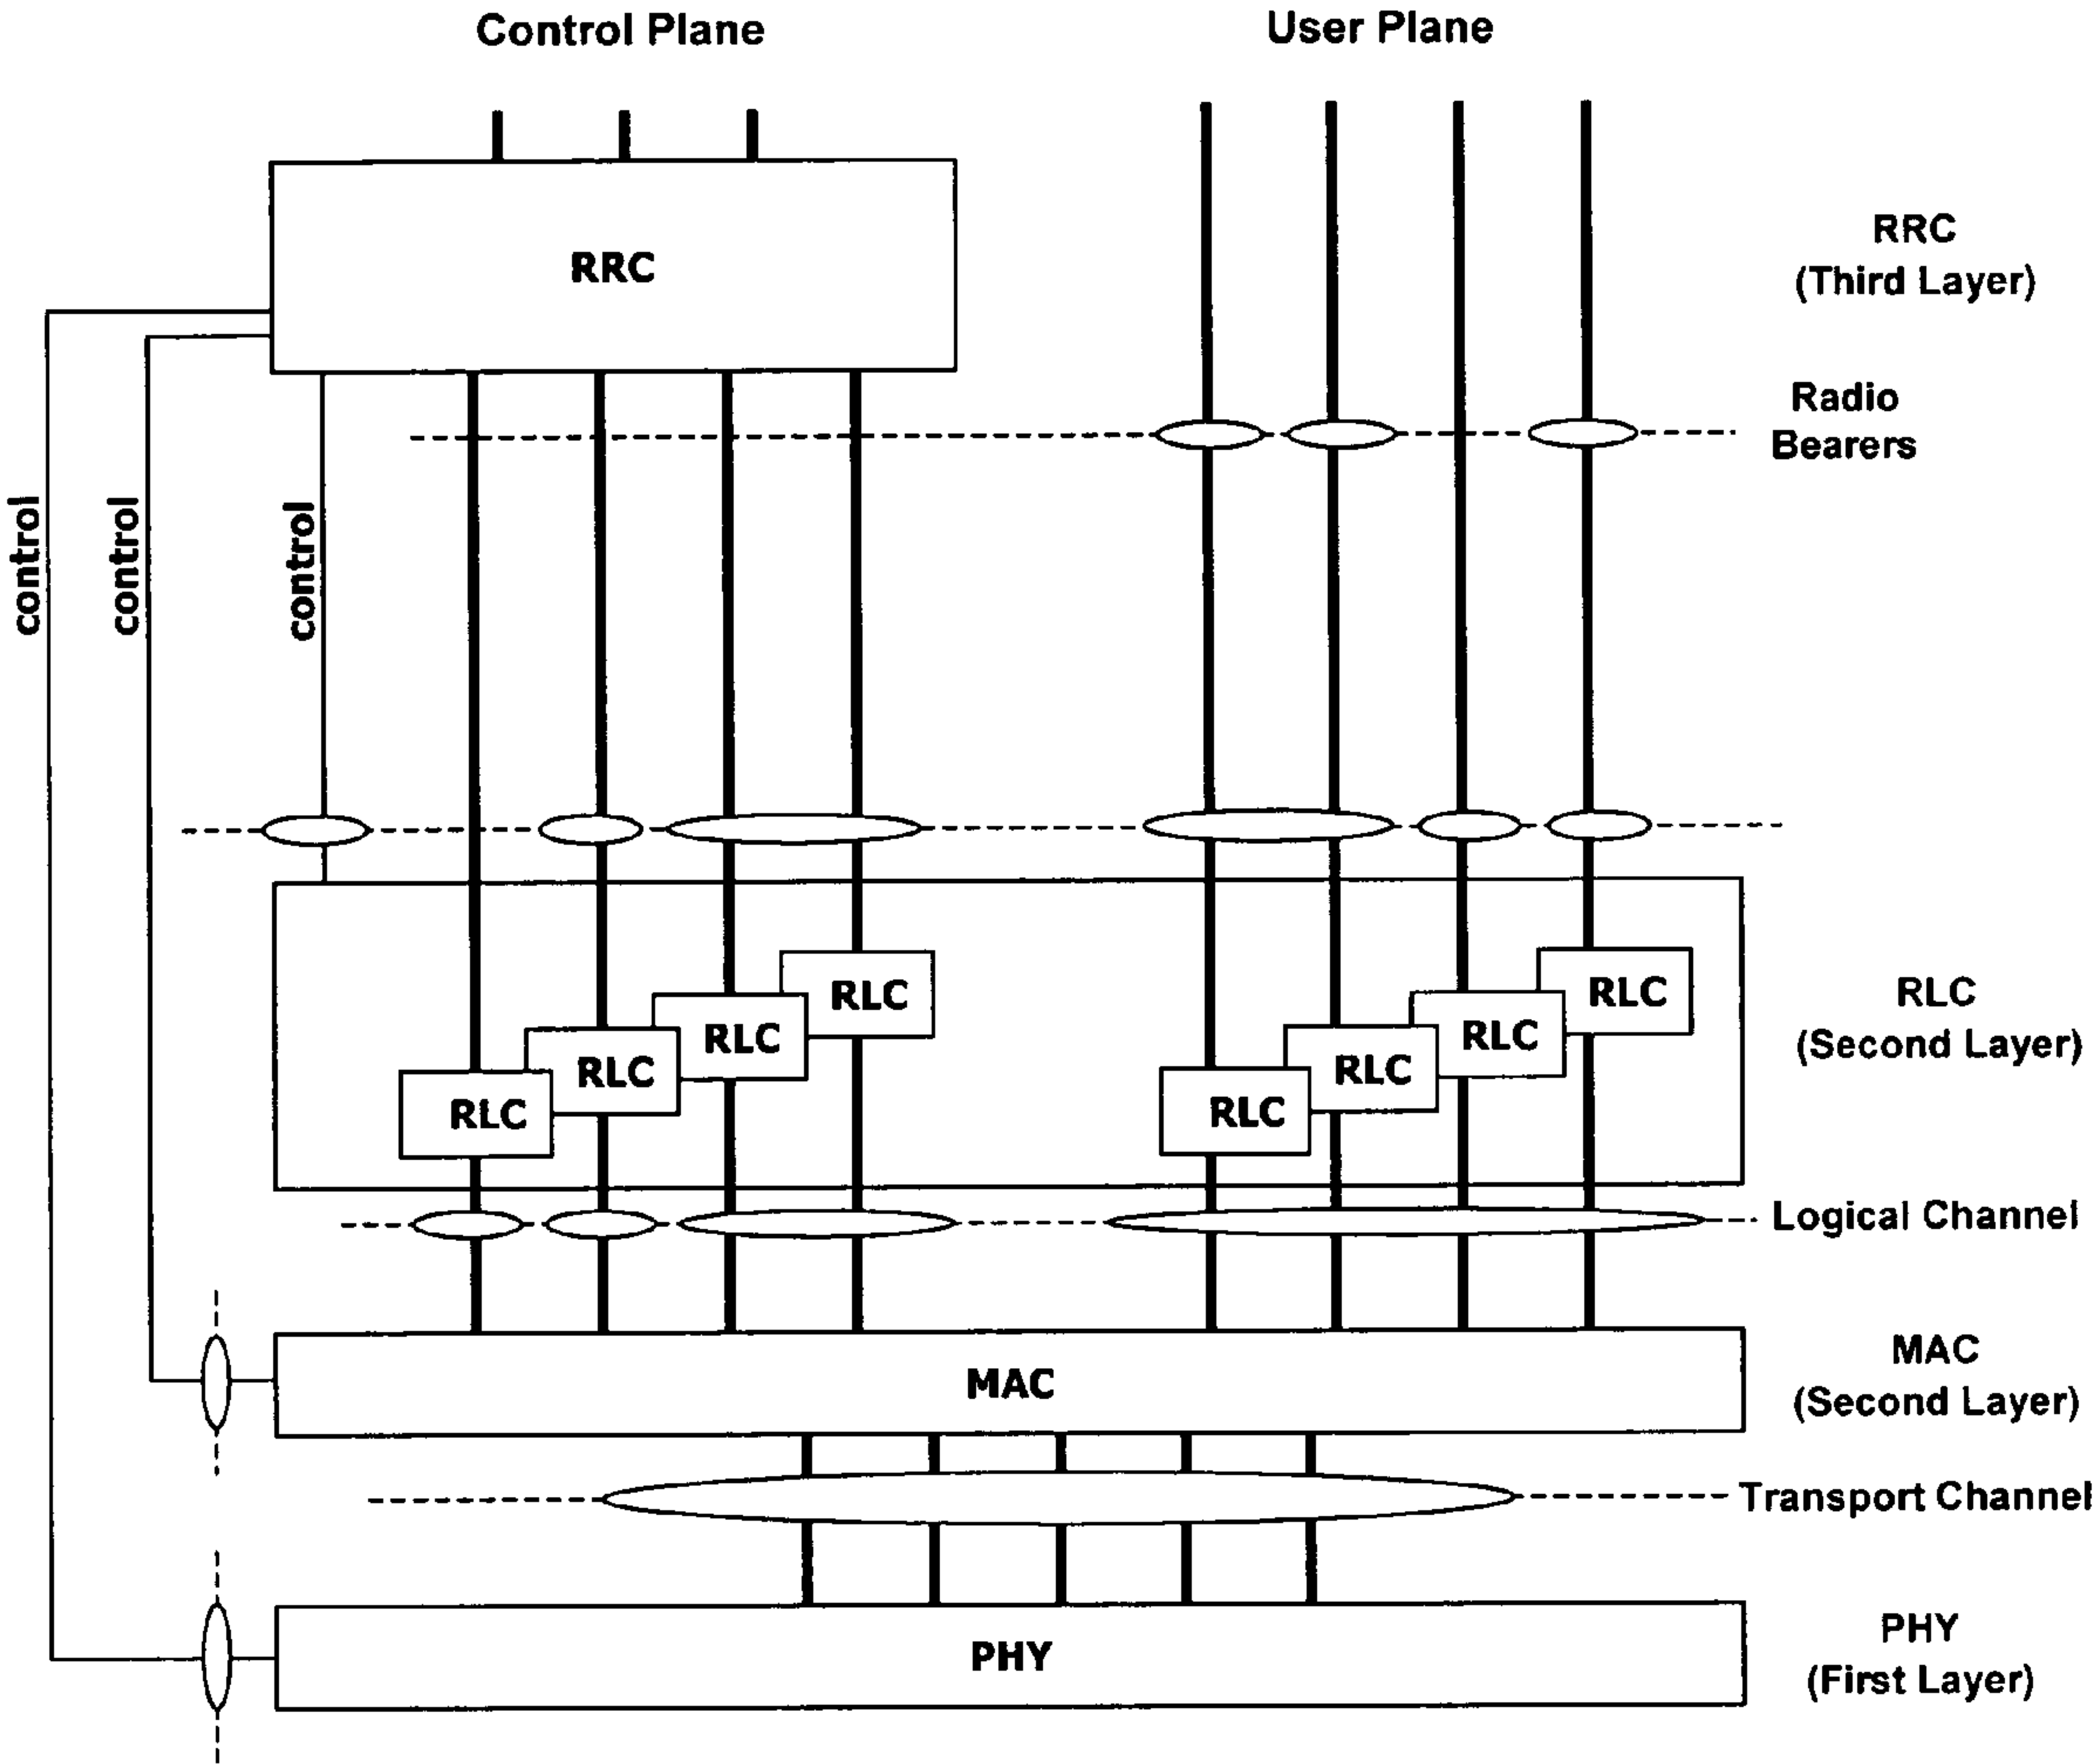 Control Plane
User Plane
RRC
RRC
(Third Layer)
Radio
Bearers
control
control
control
RLC
RLC
RLC
RLC
RLC
RLC
RLC
RLC
RLC
(Second Layer)
Logical Channel
MAC
MAC
(Second Layer)
Transport Channel
PHY
PHY
(First Layer)